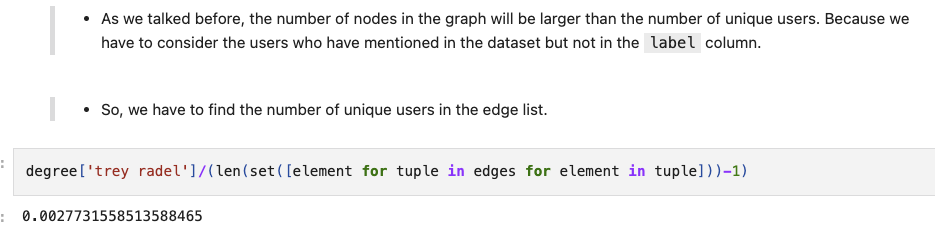 • As we talked before, the number of nodes in the graph will be larger than the number of unique users. Because we
have to consider the users who have mentioned in the dataset but not in the label column.
• So, we have to find the number of unique users in the edge list.
:
degree['trey radel']/(len(set([element for tuple in edges for element in tuple]))-1)
: 0.0027731558513588465